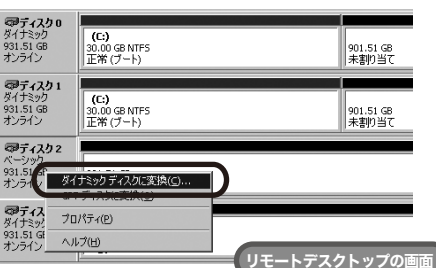 ディスク 0
ダイナミック
931.51 GB
オンライン
(C:)
30.00 GB NTFS
正常 (ブート)
901.51 GB
未割り当て
ディスク 1
ダイナミック
931.51 GB
オンライン
(C:)
30.00 GB NTFS
正常 (ブート)
901.51 GB
未割り当て
ディスク 2
ベーシック
931.51
オンライン
ダイナミック ディスクに変換(C)...
プロパティ(P)
ヘルプ(H)
ディス
ダイナミッ
931.51 GB
オンライン
リモートデスクトップの画面